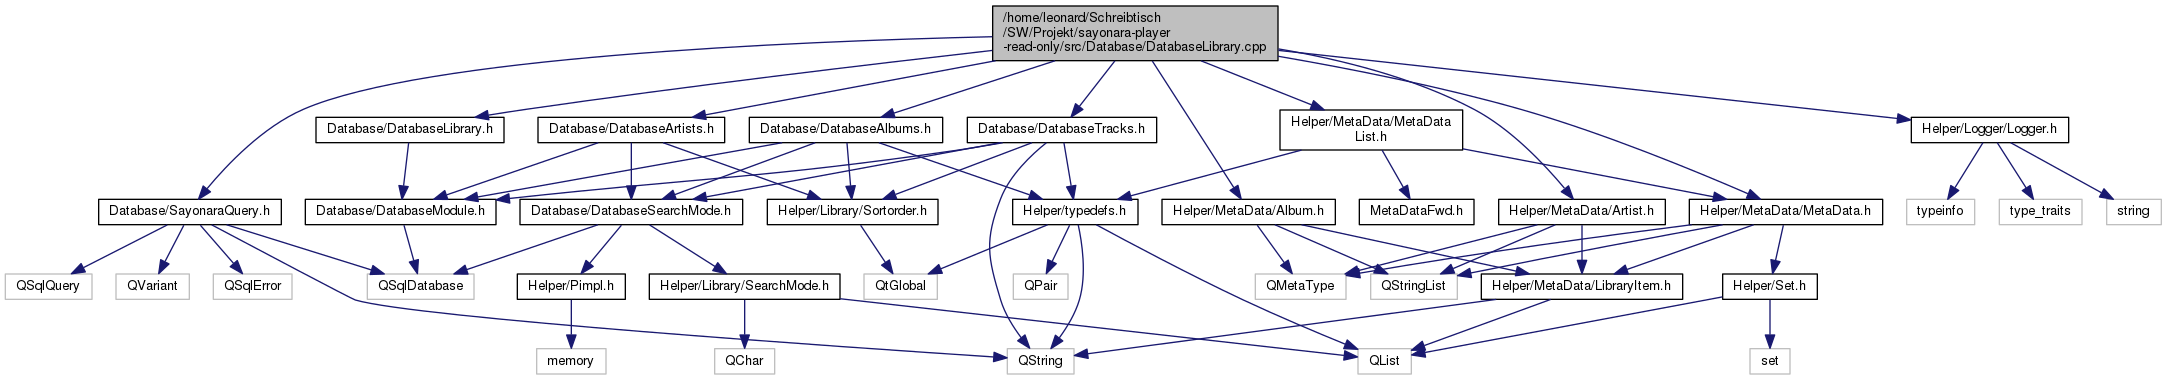 /home/leonard/Schreibtisch
/SW/Projekt/sayonara-player
-read-only/src/Database/DatabaseLibrary.cpp
Database/DatabaseLibrary.h
Database/DatabaseArtists.h
Database/DatabaseAlbums.h
Database/DatabaseTracks.h
Helper/MetaData/MetaData
List.h
Helper/Logger/Logger.h
Database/SayonaraQuery.h
Database/DatabaseModule.h
Database/DatabaseSearchMode.h
Helper/Library/Sortorder.h
Helper/typedefs.h
Helper/MetaData/Album.h
MetaDataFwd.h
Helper/MetaData/Artist.h
Helper/MetaData/MetaData.h
typeinfo
type_traits
string
QSqlQuery
QVariant
QSqlError
QSqlDatabase
Helper/Pimpl.h
Helper/Library/SearchMode.h
QtGlobal
QPair
QMetaType
QStringList
Helper/MetaData/LibraryItem.h
Helper/Set.h
memory
QChar
QString
QList
set